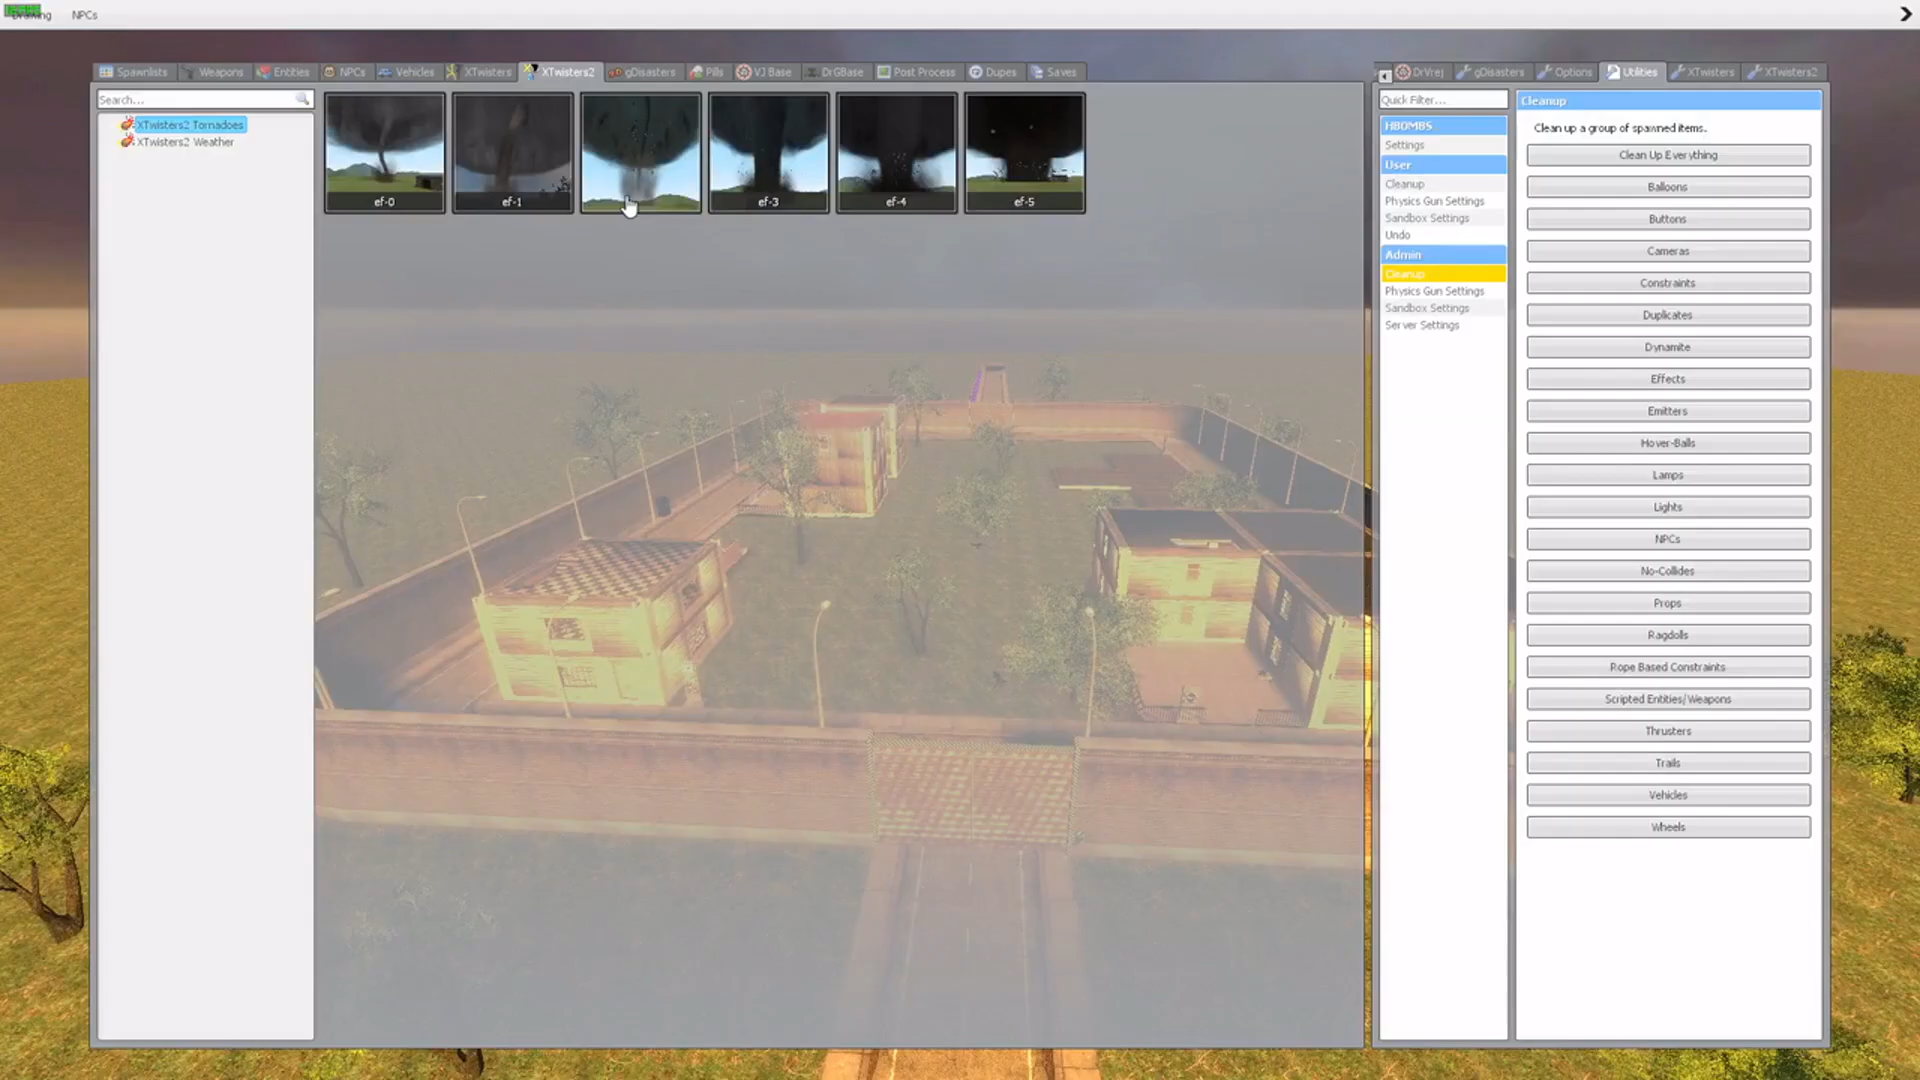 Drawing NPCs
Spawnlists Weapons Entities NPCs Vehicles XTwisters XTwisters2 gDisasters Pills VJ Base DrGBase Post Process Dupes Saves
DrVrej gDisasters Options Utilities XTwisters XTwisters2
Search...
XTwisters2 Tornadoes
XTwisters2 Weather
ef-0 ef-1 ef-3 ef-4 ef-5
Quick Filter...
HBOMBS
Settings
User
Cleanup
Physics Gun Settings
Sandbox Settings
Undo
Admin
Cleanup
Physics Gun Settings
Sandbox Settings
Server Settings
Cleanup
Clean up a group of spawned items.
Clean Up Everything
Balloons
Buttons
Cameras
Constraints
Duplicates
Dynamite
Effects
Emitters
Hover-Balls
Lamps
Lights
NPCs
No-Collides
Props
Ragdolls
Rope Based Constraints
Scripted Entities/Weapons
Thrusters
Trails
Vehicles
Wheels